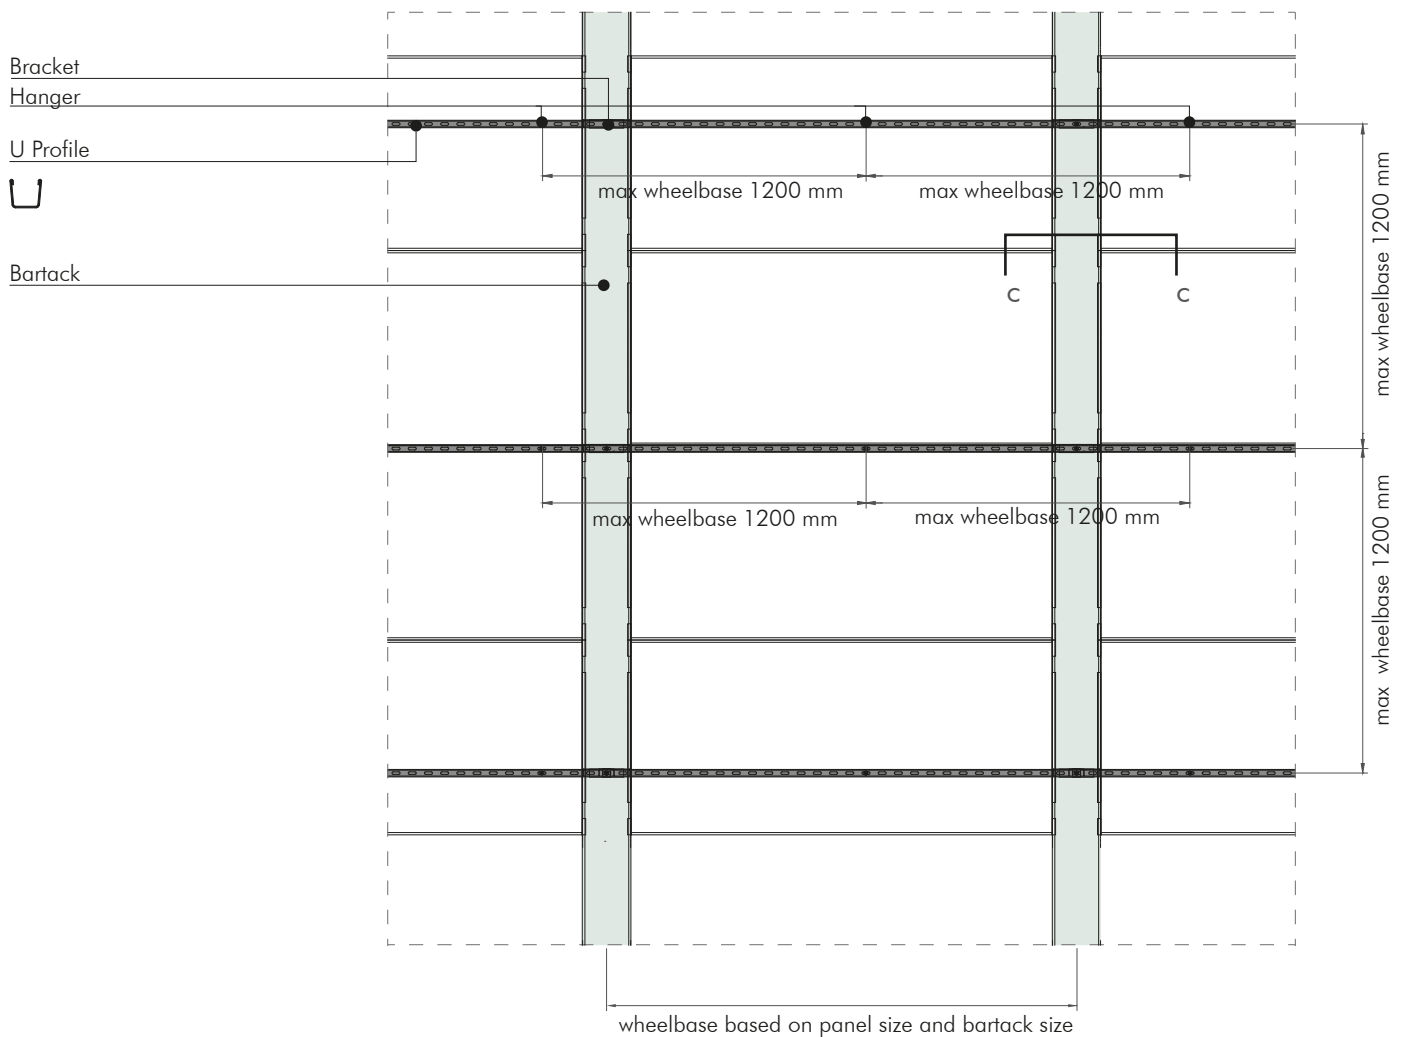 Bracket
Hanger
U Profile
max wheelbase 1200 mm
max wheelbase 1200 mm
max wheelbase 1200 mm
Bartack
C
C
max wheelbase 1200 mm
max wheelbase 1200 mm
max wheelbase 1200 mm
wheelbase based on panel size and bartack size